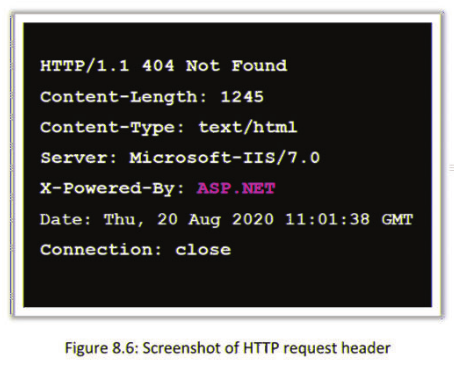 HTTP/1.1 404 Not Found
Content-Length: 1245
Content-Type: text/html
Server: Microsoft-IIS/7.0
X-Powered-By: ASP.NET
Date: Thu, 20 Aug 2020 11:01:38 GMT
Connection: close
Figure 8.6: Screenshot of HTTP request header